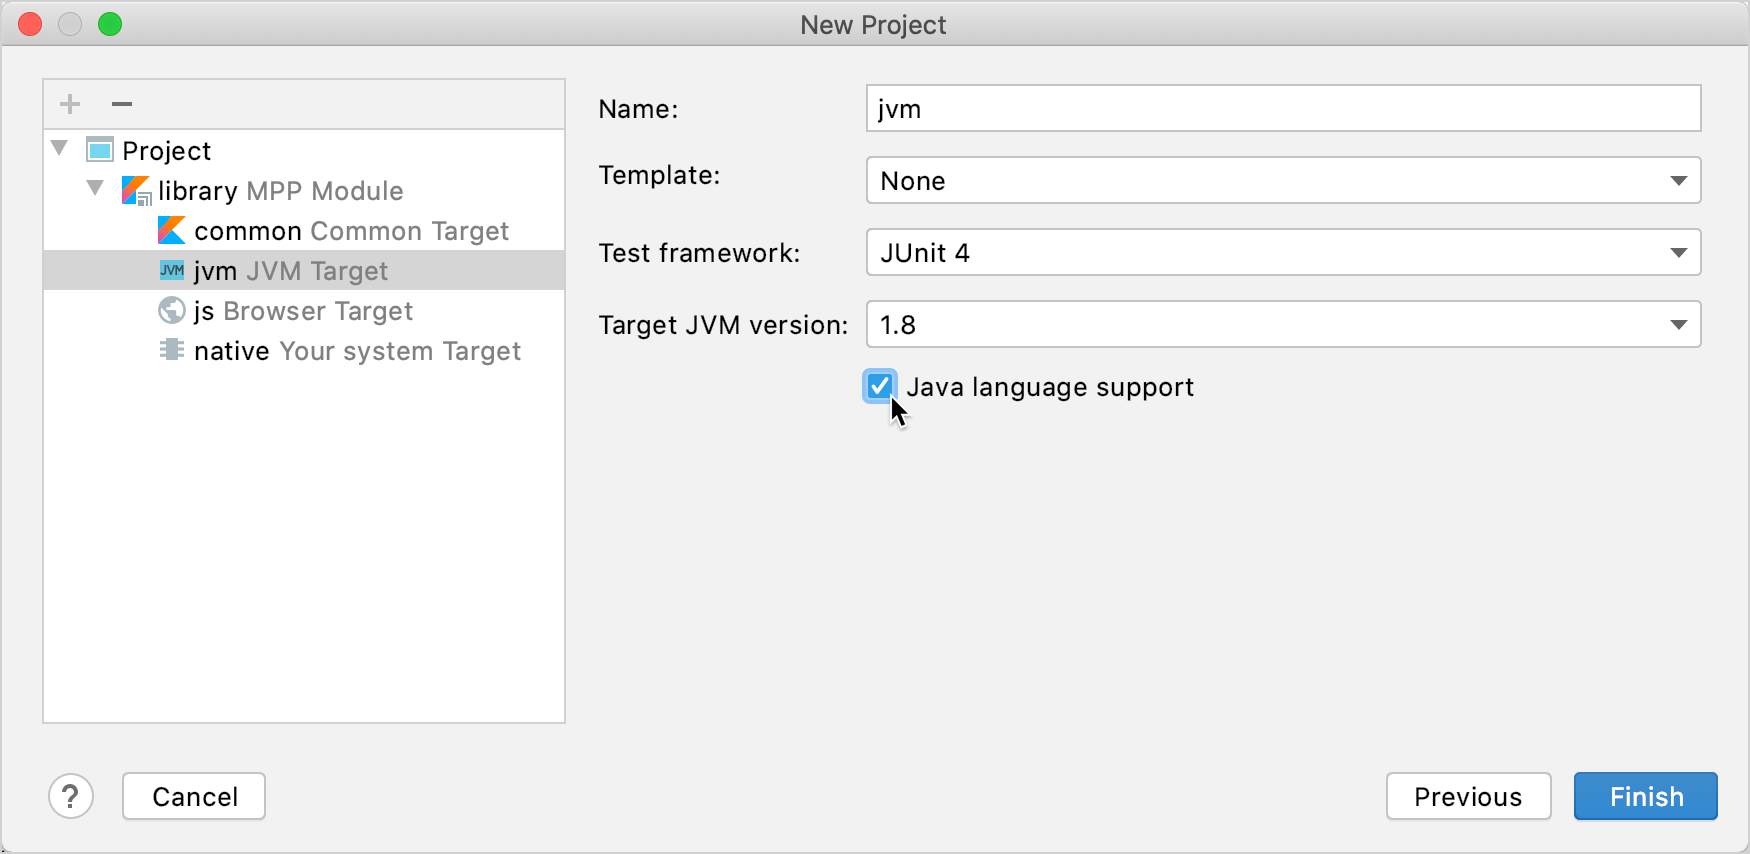 New Project
Project
library MPP Module
common Common Target
JVM jvm JVM Target
js Browser Target
native Your system Target
Name: jvm
Template: None
Test framework: JUnit 4
Target JVM version: 1.8
Java language support
? Cancel Previous Finish